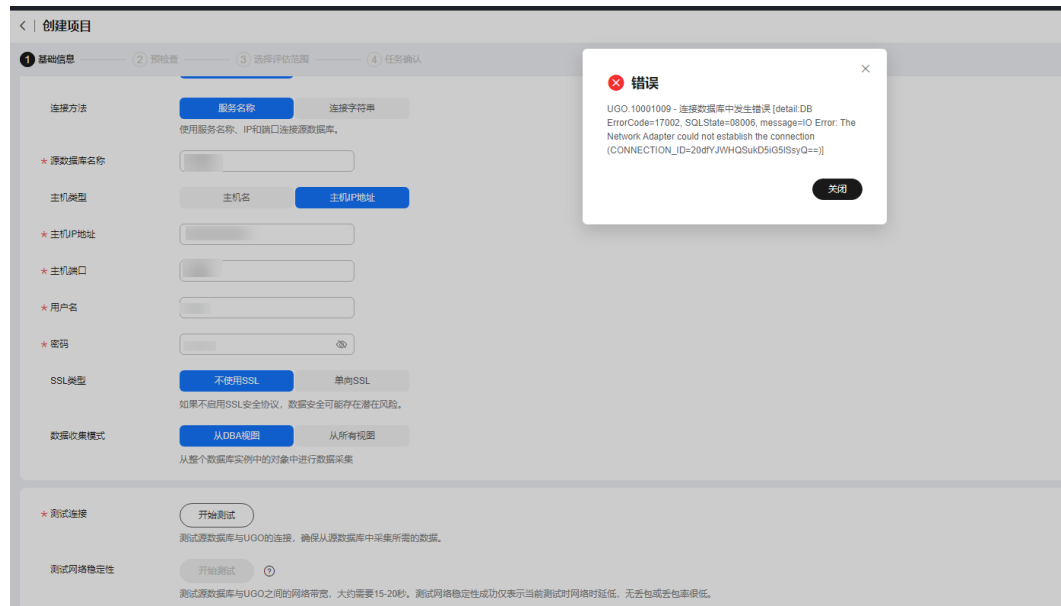 < | 创建项目
1 基础信息 2 预检查 3 选择评估范围 4 任务确认
错误
UGO.10001009 - 连接数据库中发生错误 [detail:DB
ErrorCode=17002, SQLState=08006, message=IO Error: The
Network Adapter could not establish the connection
(CONNECTION_ID=20dfYJWHQSukD5iG5ISsyQ==)]
关闭
连接方法 服务名称 连接字符串
使用服务名称、IP和端口连接源数据库。
* 源数据库名称
主机类型 主机名 主机IP地址
* 主机IP地址
* 主机端口
* 用户名
* 密码
SSL类型 不使用SSL 单向SSL
如果不启用SSL安全协议，数据安全可能存在潜在风险。
数据收集模式 从DBA视图 从所有视图
从整个数据库实例中的对象中进行数据采集
* 测试连接 开始测试
测试源数据库与UGO的连接，确保从源数据库中采集所需的数据。
测试网络稳定性 开始测试 ?
测试源数据库与UGO之间的网络带宽，大约需要15-20秒。测试网络稳定性成功仅表示当前测试时网络时延低，无丢包或丢包率很低。